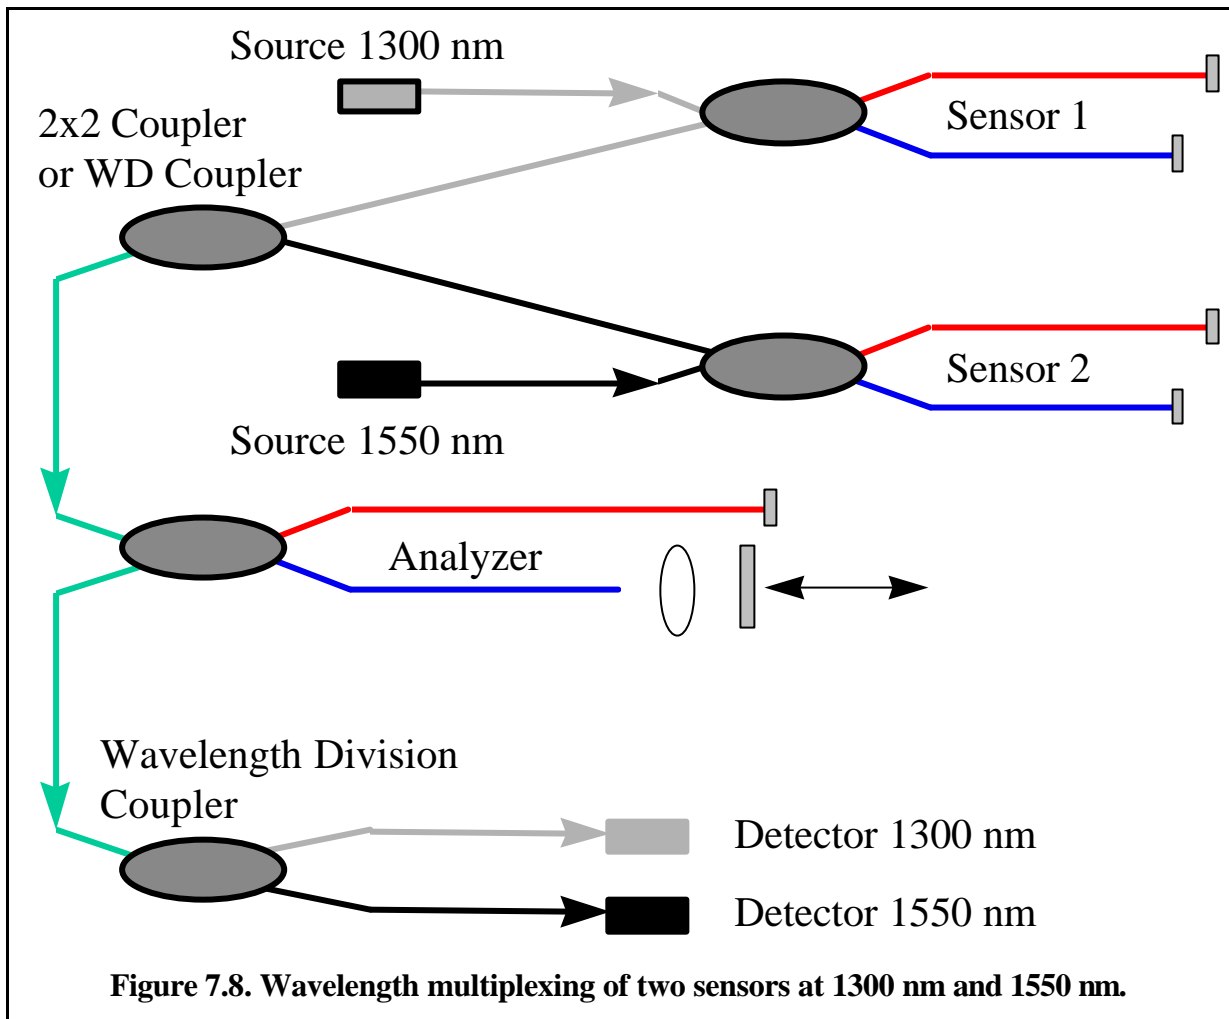 Source 1300 nm
2x2 Coupler
or WD Coupler
Sensor 1
Sensor 2
Source 1550 nm
Analyzer
Wavelength Division
Coupler
Detector 1300 nm
Detector 1550 nm
Figure 7.8. Wavelength multiplexing of two sensors at 1300 nm and 1550 nm.